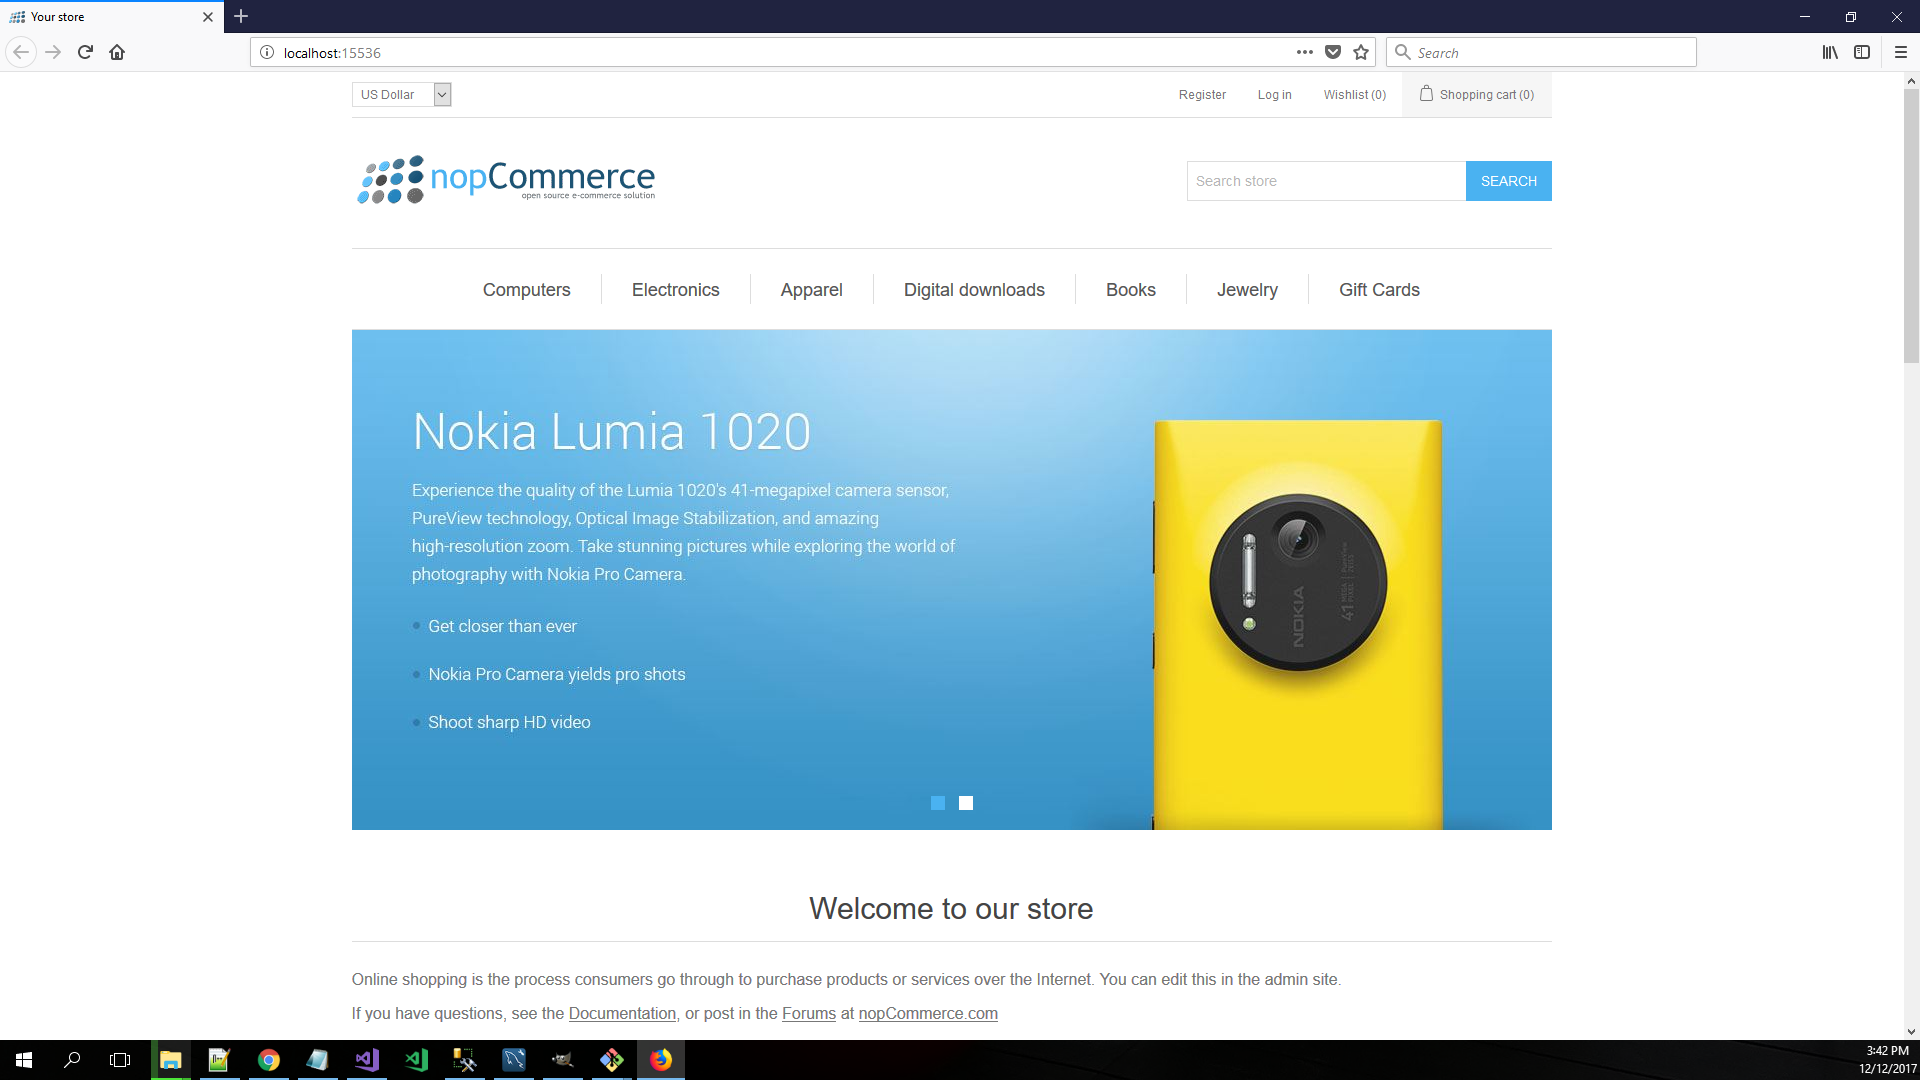 Your store
localhost:15536
Search
US Dollar
Register
Log in
Wishlist (0)
Shopping cart (0)
nopCommerce
open source e-commerce solution
Search store
SEARCH
Computers
Electronics
Apparel
Digital downloads
Books
Jewelry
Gift Cards
Nokia Lumia 1020
Experience the quality of the Lumia 1020's 41-megapixel camera sensor,
PureView technology, Optical Image Stabilization, and amazing
high-resolution zoom. Take stunning pictures while exploring the world of
photography with Nokia Pro Camera.
Get closer than ever
Nokia Pro Camera yields pro shots
Shoot sharp HD video
NOKIA
41 MEGA PIXEL
PureView
ZEISS
Welcome to our store
Online shopping is the process consumers go through to purchase products or services over the Internet. You can edit this in the admin site.
If you have questions, see the Documentation, or post in the Forums at nopCommerce.com
3:42 PM
12/12/2017